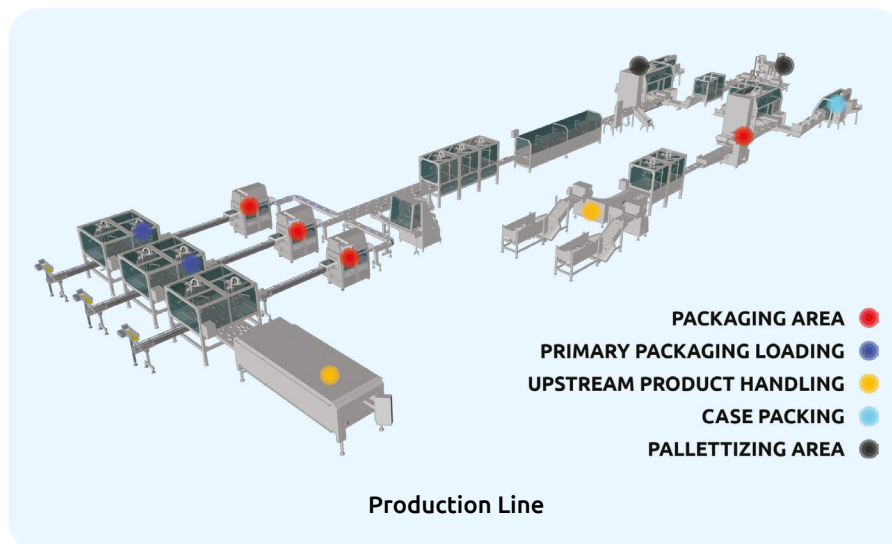 PACKAGING AREA
PRIMARY PACKAGING LOADING
UPSTREAM PRODUCT HANDLING
CASE PACKING
PALLETTIZING AREA
Production Line